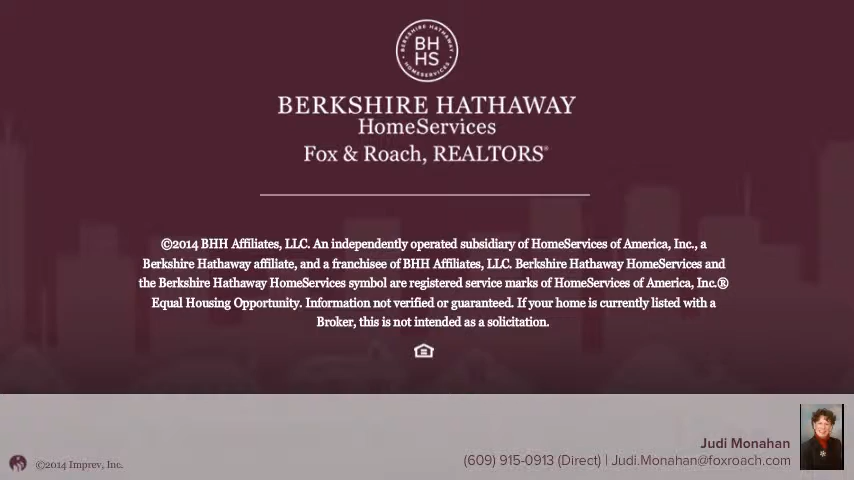 BERKSHIRE HATHAWAY
HOMESERVICES
BH
HS
BERKSHIRE HATHAWAY
HomeServices
Fox & Roach, REALTORS®
©2014 BHH Affiliates, LLC. An independently operated subsidiary of HomeServices of America, Inc., a
Berkshire Hathaway affiliate, and a franchisee of BHH Affiliates, LLC. Berkshire Hathaway HomeServices and
the Berkshire Hathaway HomeServices symbol are registered service marks of HomeServices of America, Inc.®
Equal Housing Opportunity. Information not verified or guaranteed. If your home is currently listed with a
Broker, this is not intended as a solicitation.
Judi Monahan
(609) 915-0913 (Direct) | Judi.Monahan@foxroach.com
©2014 Imprev, Inc.